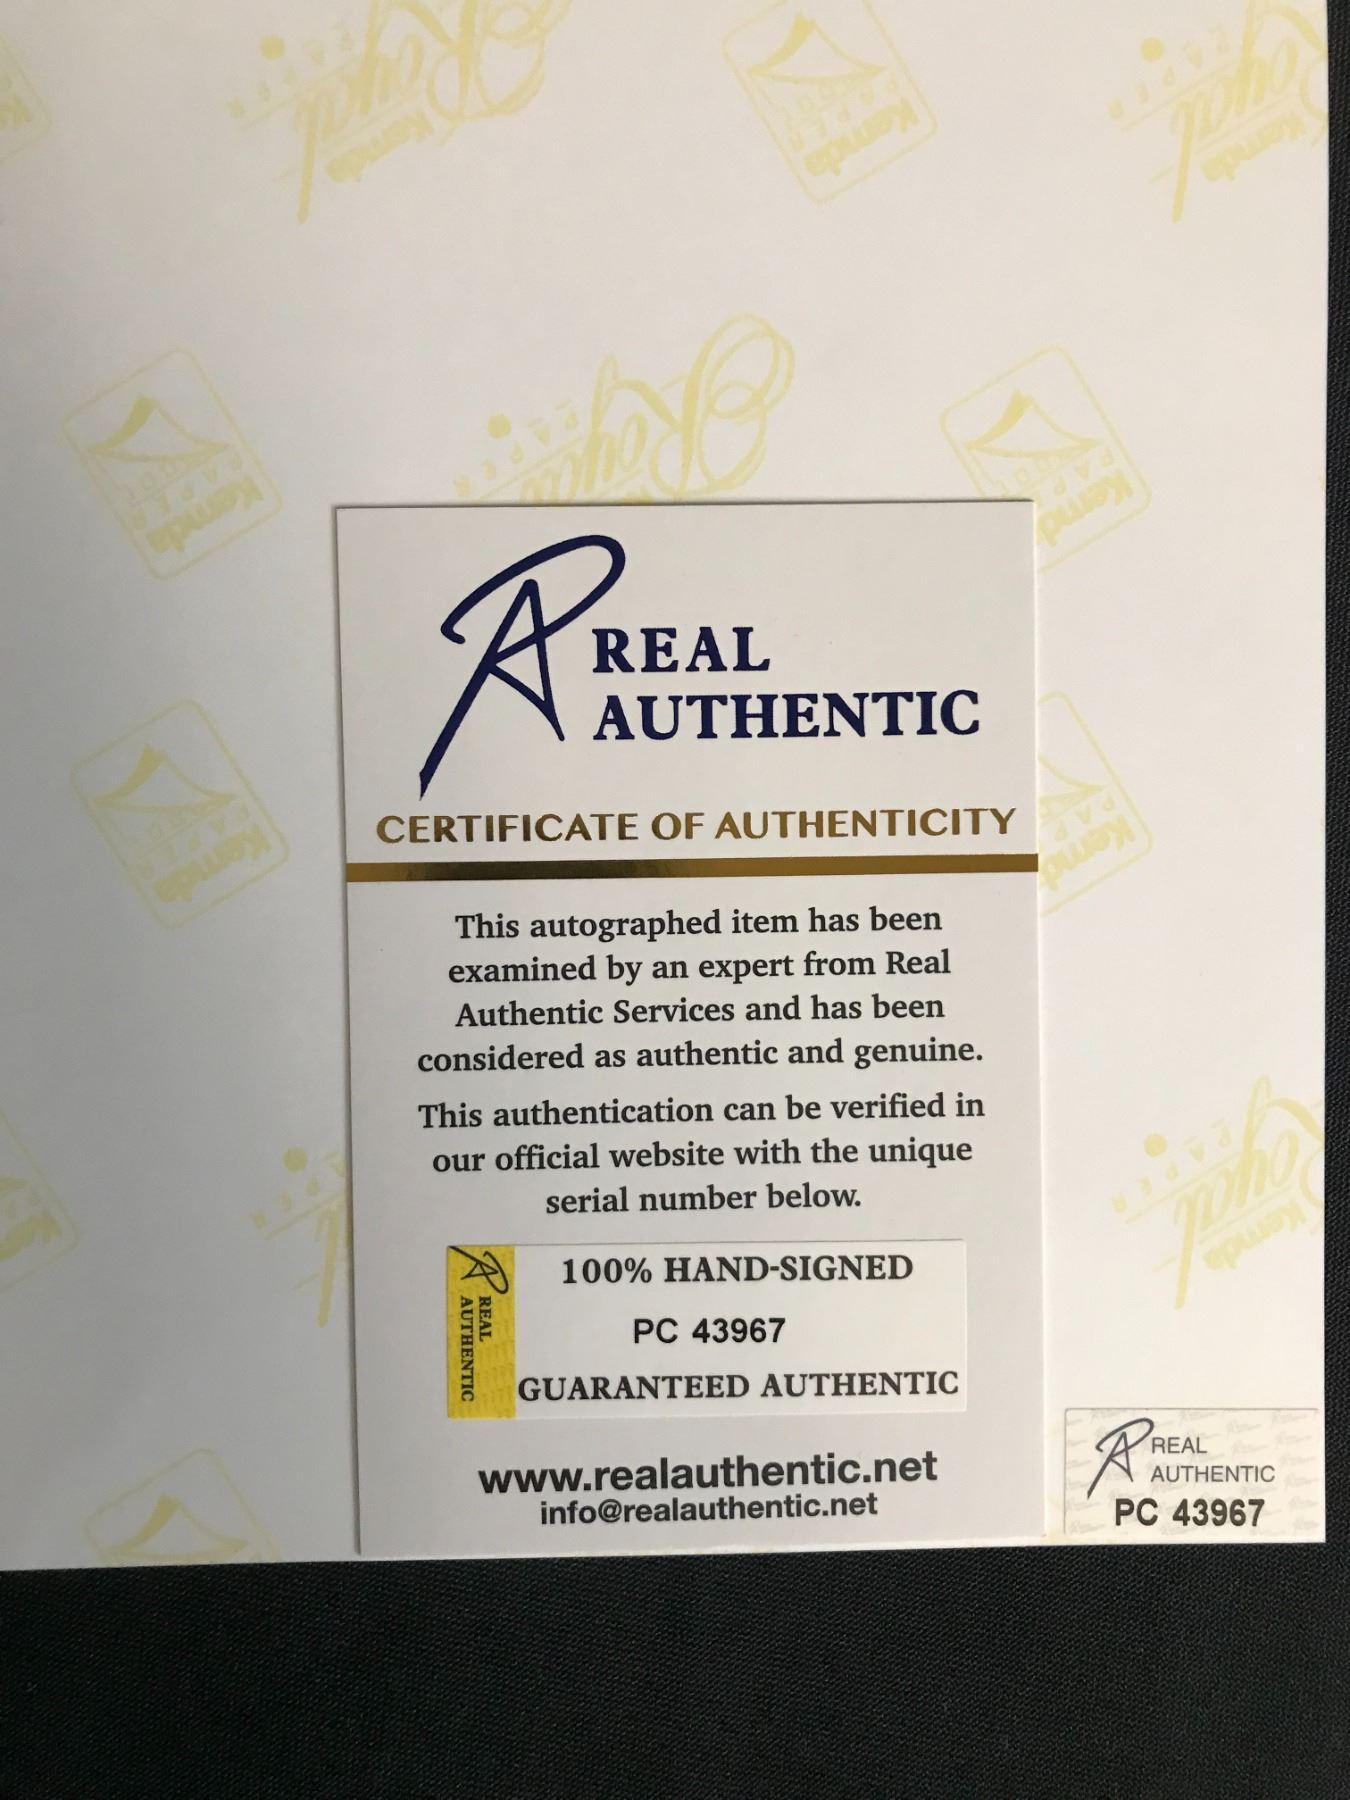 REAL
AUTHENTIC
CERTIFICATE OF AUTHENTICITY
This autographed item has been
examined by an expert from Real
Authentic Services and has been
considered as authentic and genuine.
This authentication can be verified in
our official website with the unique
serial number below.
REAL
AUTHENTIC
100% HAND-SIGNED
PC 43967
GUARANTEED AUTHENTIC
www.realauthentic.net
info@realauthentic.net
REAL
AUTHENTIC
PC 43967
Kemda
Royal
PAPER